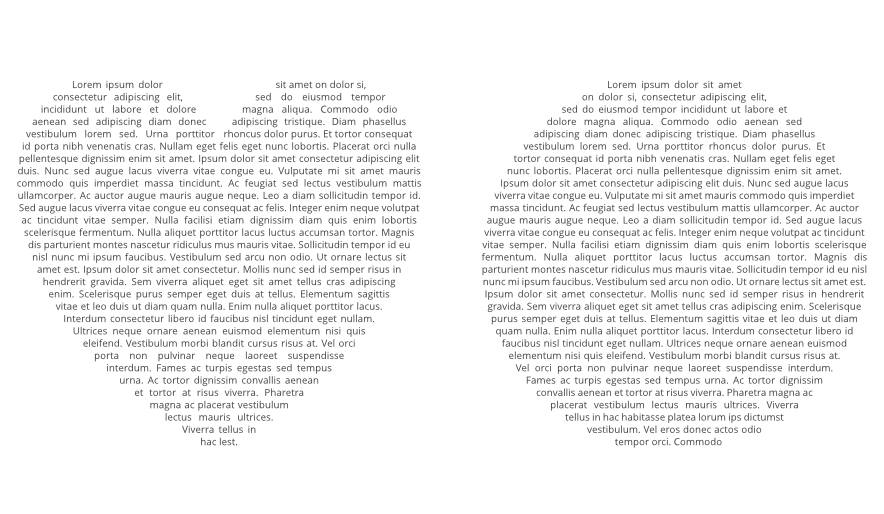 Lorem ipsum dolor sit amet on dolor si,
consectetur adipiscing elit, sed do eiusmod tempor
incididunt ut labore et dolore magna aliqua. Commodo odio
aenean sed adipiscing diam donec adipiscing tristique. Diam phasellus
vestibulum lorem sed. Urna porttitor rhoncus dolor purus. Et tortor consequat
id porta nibh venenatis cras. Nullam eget felis eget nunc lobortis. Placerat orci nulla
pellentesque dignissim enim sit amet. Ipsum dolor sit amet consectetur adipiscing elit
duis. Nunc sed augue lacus viverra vitae congue eu. Vulputate mi sit amet mauris
commodo quis imperdiet massa tincidunt. Ac feugiat sed lectus vestibulum mattis
ullamcorper. Ac auctor augue mauris augue neque. Leo a diam sollicitudin tempor id.
Sed augue lacus viverra vitae congue eu consequat ac felis. Integer enim neque volutpat
ac tincidunt vitae semper. Nulla facilisi etiam dignissim diam quis enim lobortis
scelerisque fermentum. Nulla aliquet porttitor lacus luctus accumsan tortor. Magnis
dis parturient montes nascetur ridiculus mus mauris vitae. Sollicitudin tempor id eu
nisl nunc mi ipsum faucibus. Vestibulum sed arcu non odio. Ut ornare lectus sit
amet est. Ipsum dolor sit amet consectetur. Mollis nunc sed id semper risus in
hendrerit gravida. Sem viverra aliquet eget sit amet tellus cras adipiscing
enim. Scelerisque purus semper eget duis at tellus. Elementum sagittis
vitae et leo duis ut diam quam nulla. Enim nulla aliquet porttitor lacus.
Interdum consectetur libero id faucibus nisl tincidunt eget nullam.
Ultrices neque ornare aenean euismod elementum nisi quis
eleifend. Vestibulum morbi blandit cursus risus at. Vel orci
porta non pulvinar neque laoreet suspendisse
interdum. Fames ac turpis egestas sed tempus
urna. Ac tortor dignissim convallis aenean
et tortor at risus viverra. Pharetra
magna ac placerat vestibulum
lectus mauris ultrices.
Viverra tellus in
hac lest.
Lorem ipsum dolor sit amet
on dolor si, consectetur adipiscing elit,
sed do eiusmod tempor incididunt ut labore et
dolore magna aliqua. Commodo odio aenean sed
adipiscing diam donec adipiscing tristique. Diam phasellus
vestibulum lorem sed. Urna porttitor rhoncus dolor purus. Et
tortor consequat id porta nibh venenatis cras. Nullam eget felis eget
nunc lobortis. Placerat orci nulla pellentesque dignissim enim sit amet.
Ipsum dolor sit amet consectetur adipiscing elit duis. Nunc sed augue lacus
viverra vitae congue eu. Vulputate mi sit amet mauris commodo quis imperdiet
massa tincidunt. Ac feugiat sed lectus vestibulum mattis ullamcorper. Ac auctor
augue mauris augue neque. Leo a diam sollicitudin tempor id. Sed augue lacus
viverra vitae congue eu consequat ac felis. Integer enim neque volutpat ac tincidunt
vitae semper. Nulla facilisi etiam dignissim diam quis enim lobortis scelerisque
fermentum. Nulla aliquet porttitor lacus luctus accumsan tortor. Magnis dis
parturient montes nascetur ridiculus mus mauris vitae. Sollicitudin tempor id eu nisl
nunc mi ipsum faucibus. Vestibulum sed arcu non odio. Ut ornare lectus sit amet est.
Ipsum dolor sit amet consectetur. Mollis nunc sed id semper risus in hendrerit
gravida. Sem viverra aliquet eget sit amet tellus cras adipiscing enim. Scelerisque
purus semper eget duis at tellus. Elementum sagittis vitae et leo duis ut diam
quam nulla. Enim nulla aliquet porttitor lacus. Interdum consectetur libero id
faucibus nisl tincidunt eget nullam. Ultrices neque ornare aenean euismod
elementum nisi quis eleifend. Vestibulum morbi blandit cursus risus at.
Vel orci porta non pulvinar neque laoreet suspendisse interdum.
Fames ac turpis egestas sed tempus urna. Ac tortor dignissim
convallis aenean et tortor at risus viverra. Pharetra magna ac
placerat vestibulum lectus mauris ultrices. Viverra
tellus in hac habitasse platea lorum ips dictumst
vestibulum. Vel eros donec actos odio
tempor orci. Commodo